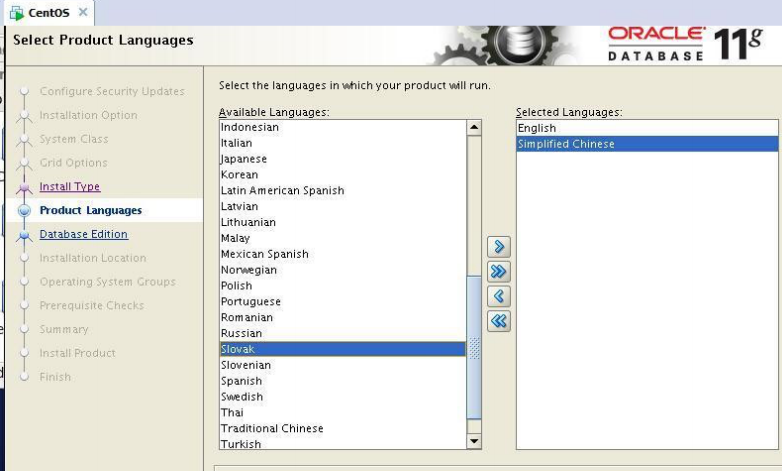 CentOS
Select Product Languages
ORACLE
DATABASE
11g
Configure Security Updates
Installation Option
System Class
Grid Options
Install Type
Product Languages
Database Edition
Installation Location
Operating System Groups
Prerequisite Checks
Summary
Install Product
Finish
Select the languages in which your product will run.
Available Languages:
Indonesian
Italian
Japanese
Korean
Latin American Spanish
Latvian
Lithuanian
Malay
Mexican Spanish
Norwegian
Polish
Portuguese
Romanian
Russian
Slovak
Slovenian
Spanish
Swedish
Thai
Traditional Chinese
Turkish
Selected Languages:
English
Simplified Chinese